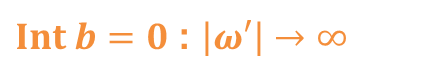 Int b = 0 : |ω′| → ∞